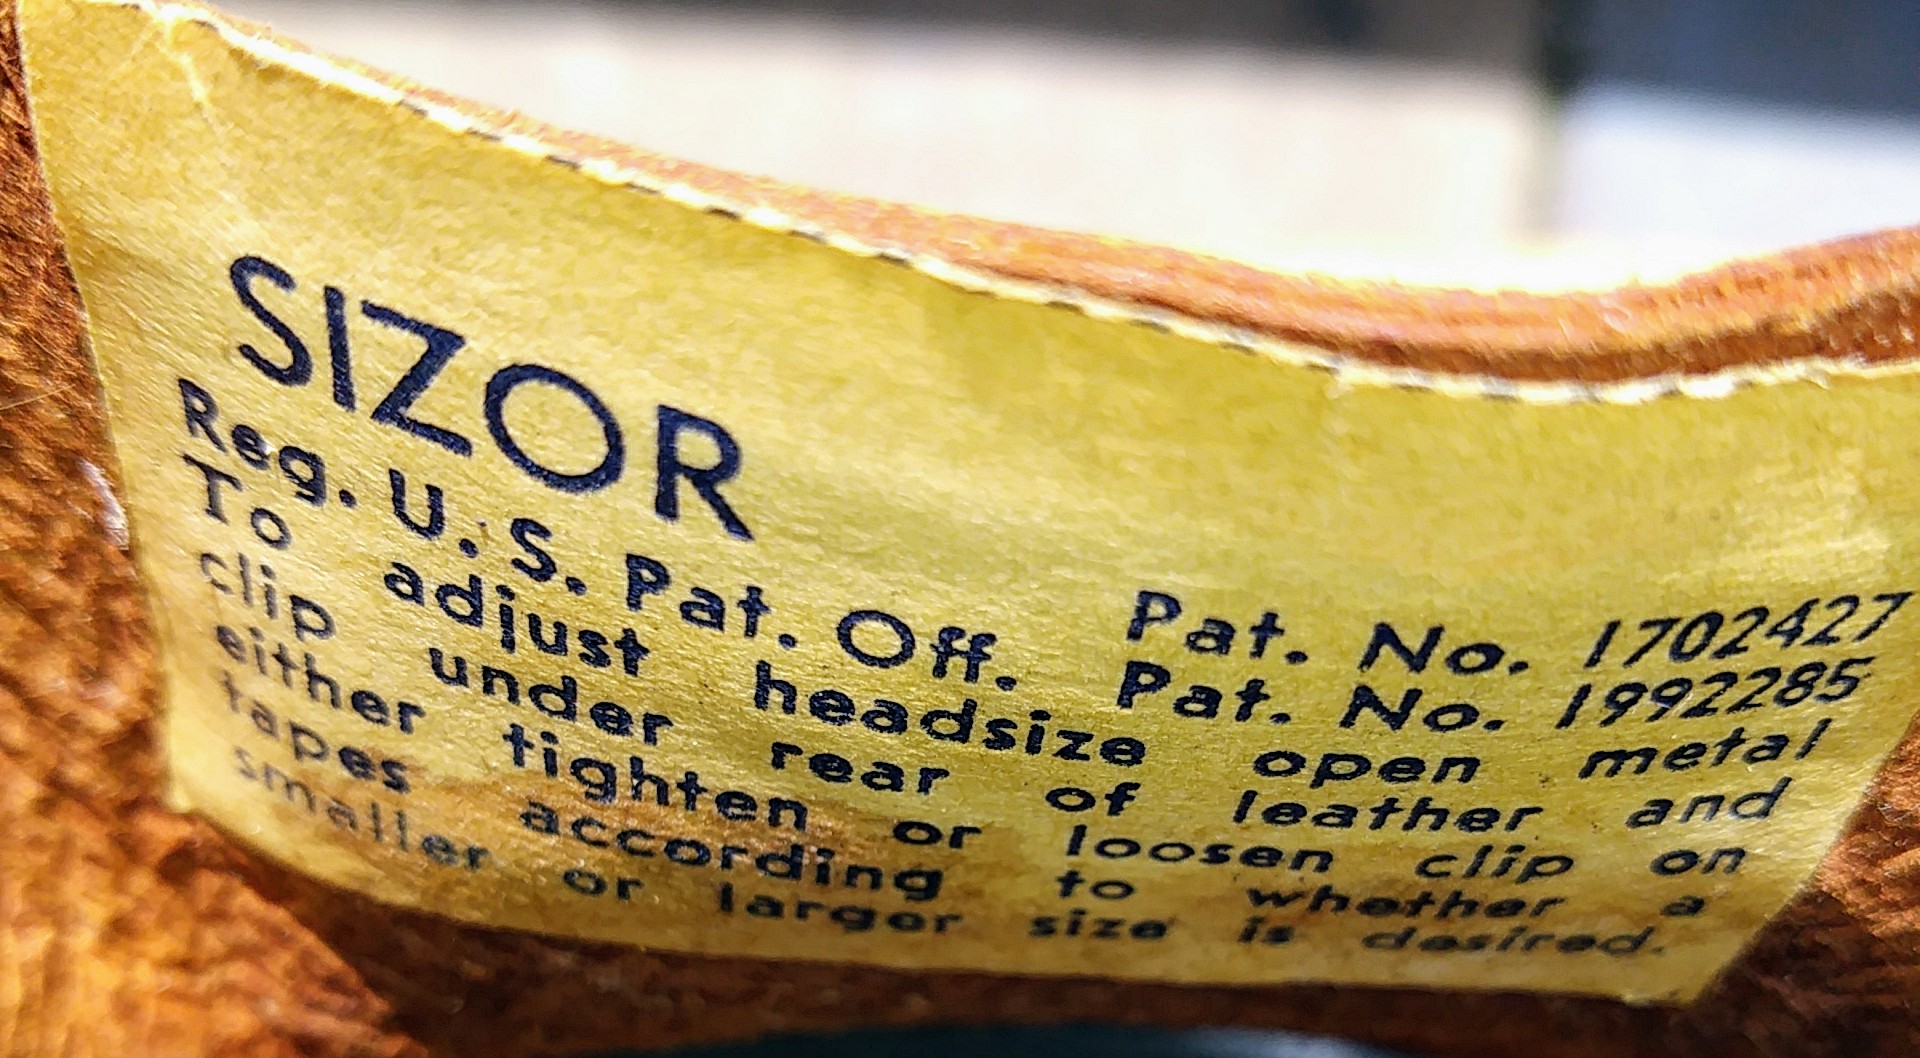 SIZOR Pat. No. 1702427
Reg. U. S. Pat. Off. Pat. No. 1992285
To adjust headsize open metal
clip under rear of leather and
either tighten or loosen clip on
tapes according to whether a
smaller or larger size is desired.